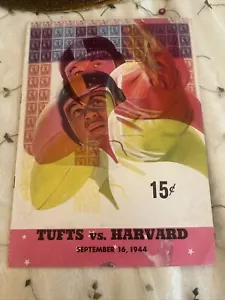 15¢
TUFTS vs. HARVARD
SEPTEMBER 16, 1944